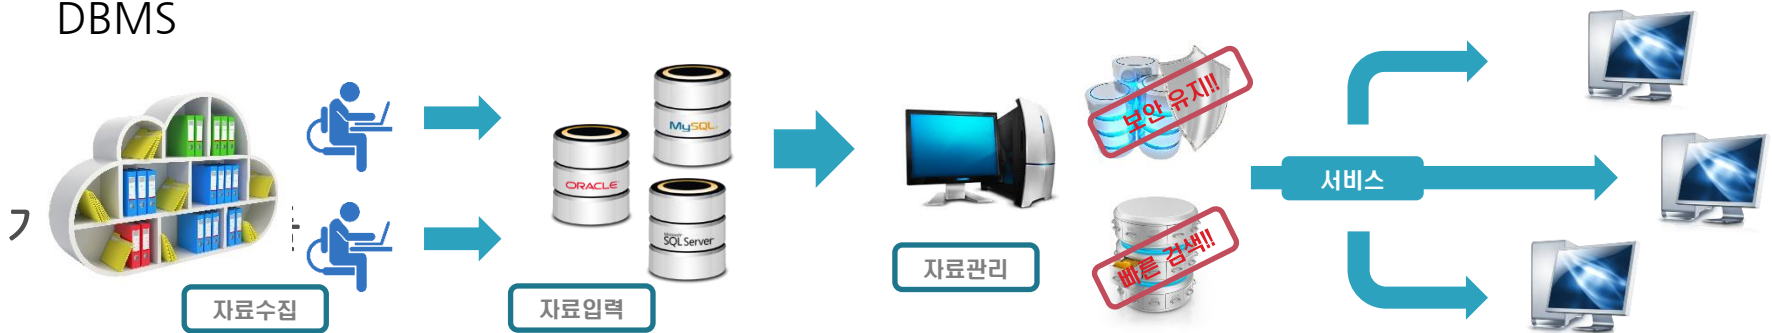 DBMS
MySQL
ORACLE
Microsoft
SQL Server
보안 유지!!
빠른 검색!!
서비스
자료수집
자료입력
자료관리